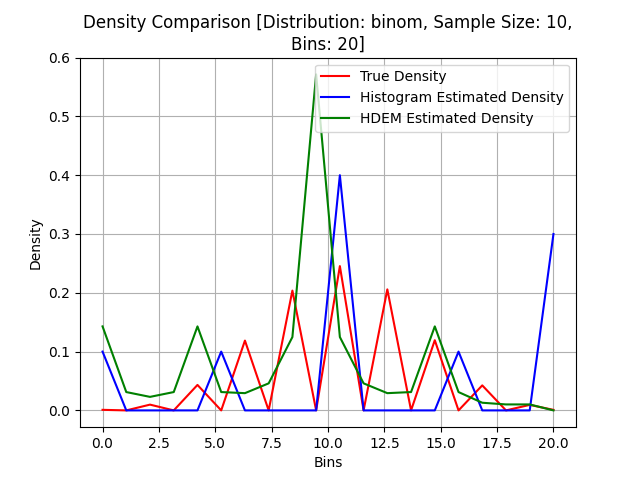 Density Comparison [Distribution: binom, Sample Size: 10,
Bins: 20]
True Density
Histogram Estimated Density
HDEM Estimated Density
Density
0.6
0.5
0.4
0.3
0.2
0.1
0.0
0.0 2.5 5.0 7.5 10.0 12.5 15.0 17.5 20.0
Bins